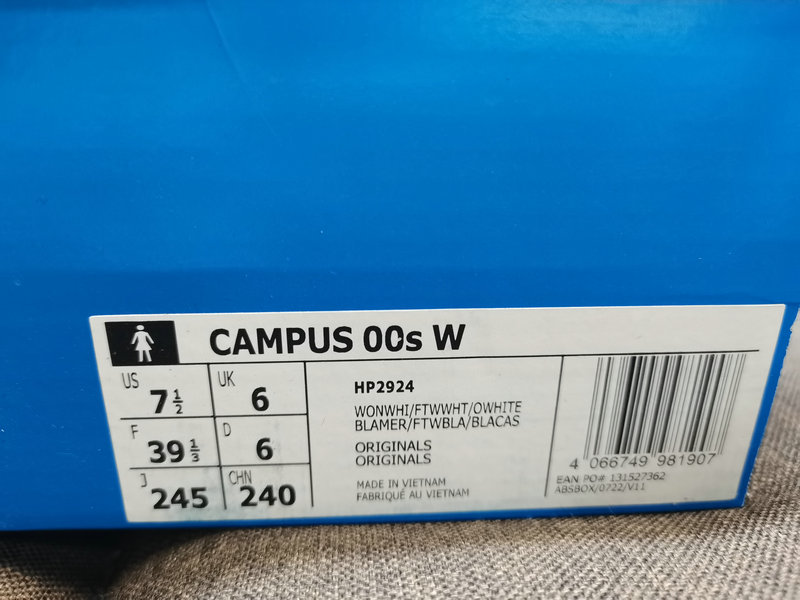 CAMPUS 00s W
US 7 1/2 UK 6
F 39 1/3 D 6
J 245 CHN 240
HP2924
WONWHI/FTWWHT/OWHITE
BLAMER/FTWBLA/BLACAS
ORIGINALS
ORIGINALS
MADE IN VIETNAM
FABRIQUÉ AU VIETNAM
4 066749 981907
EAN PO# 131527362
ABSBOX/0722/V11